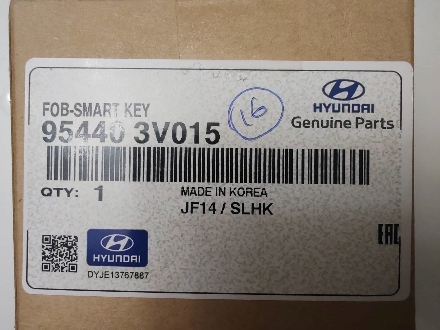 FOB-SMART KEY
95440 3V015
16
HYUNDAI
Genuine Parts
QTY: 1
MADE IN KOREA
JF14 / SLHK
EAC
HYUNDAI
DYJE13767887